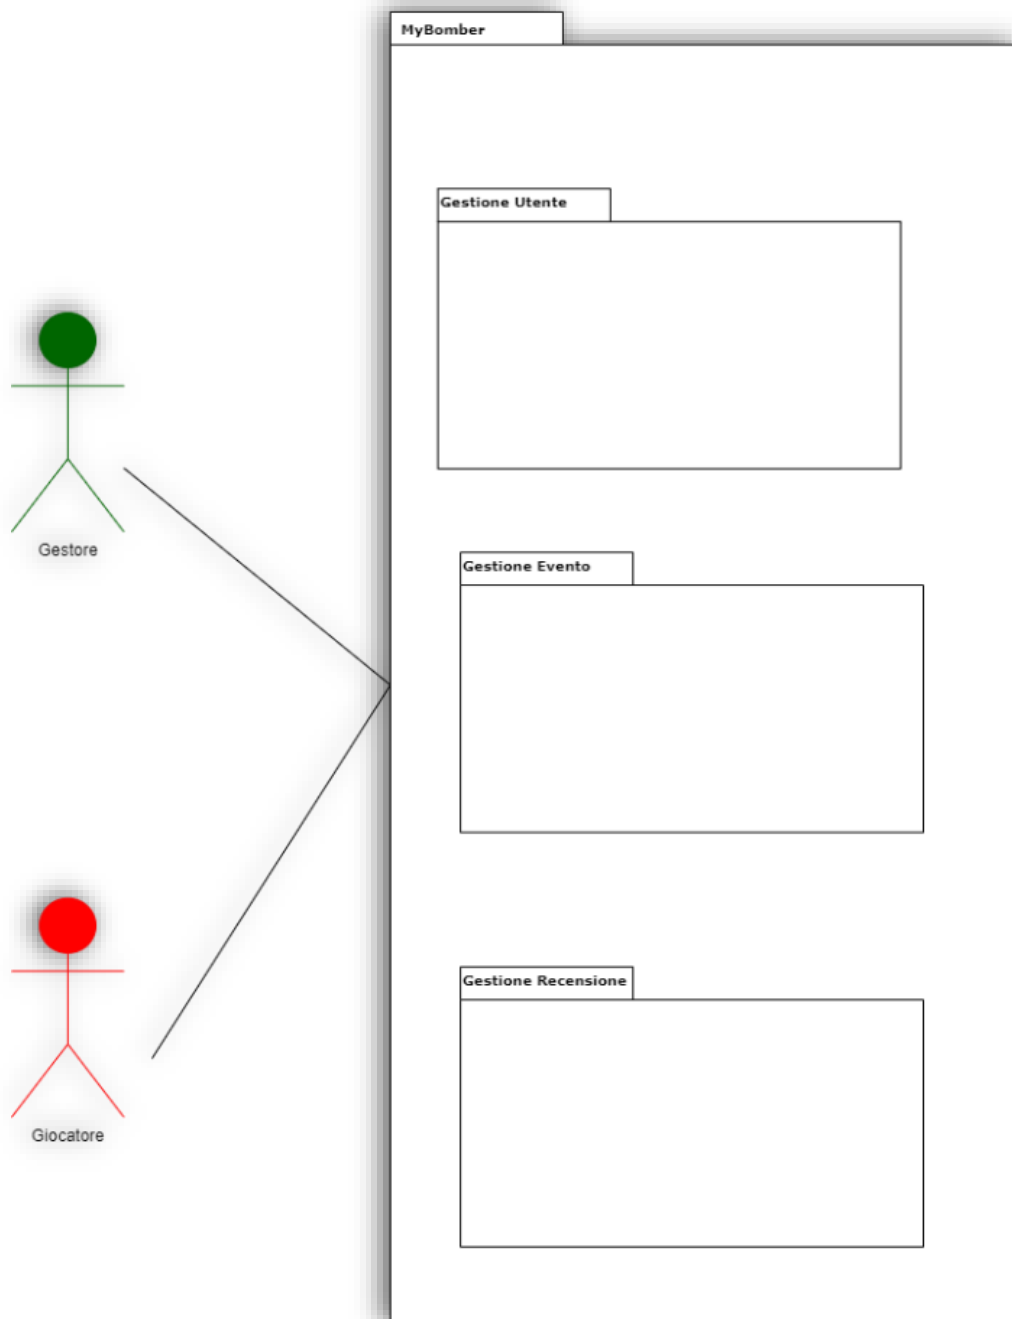 MyBomber
Gestione Utente
Gestore
Gestione Evento
Gestione Recensione
Giocatore